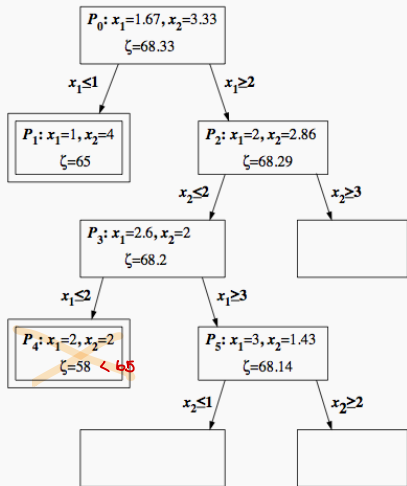 P₀: x₁=1.67, x₂=3.33
ζ=68.33
x₁≤1
x₁≥2
P₁: x₁=1, x₂=4
ζ=65
P₂: x₁=2, x₂=2.86
ζ=68.29
x₂≤2
x₂≥3
P₃: x₁=2.6, x₂=2
ζ=68.2
x₁≤2
x₁≥3
P₄: x₁=2, x₂=2
ζ=58 < 65
P₅: x₁=3, x₂=1.43
ζ=68.14
x₂≤1
x₂≥2